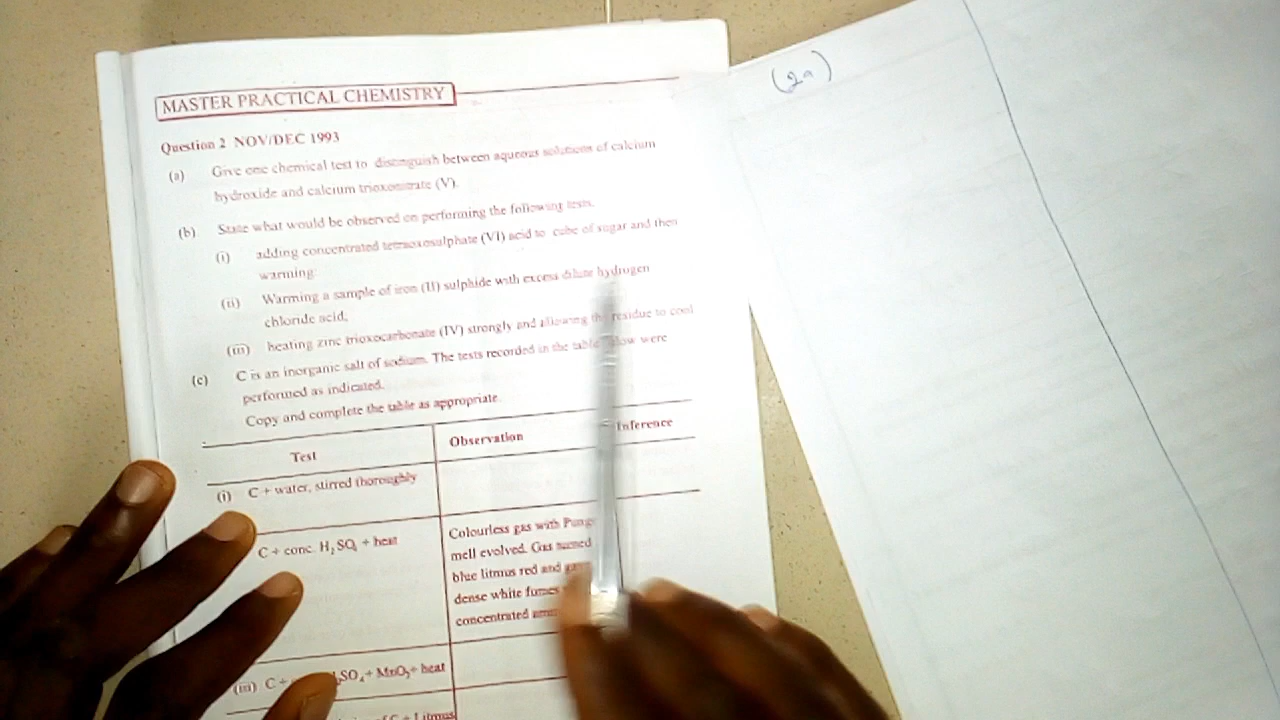 MASTER PRACTICAL CHEMISTRY
(2a)
Question 2 NOV/DEC 1993
(a) Give one chemical test to distinguish between aqueous solutions of calcium
hydroxide and calcium trioxonitrate (V).
(b) State what would be observed on performing the following tests.
(i) adding concentrated tetraoxosulphate (VI) acid to cube of sugar and then
warming:
(ii) Warming a sample of iron (II) sulphide with excess dilute hydrogen
chloride acid;
(iii) heating zinc trioxocarbonate (IV) strongly and allowing the residue to cool
(c) C is an inorganic salt of sodium. The tests recorded in the table below were
performed as indicated.
Copy and complete the table as appropriate.
Test Observation Inference
(i) C + water, stirred thoroughly
C + conc. H₂SO₄ + heat
Colourless gas with
mell evolved. Gas turned
blue litmus red and
dense white fumes
concentrated
(iii) C + SO₄ + MnO₂ + heat
of C + Litmus